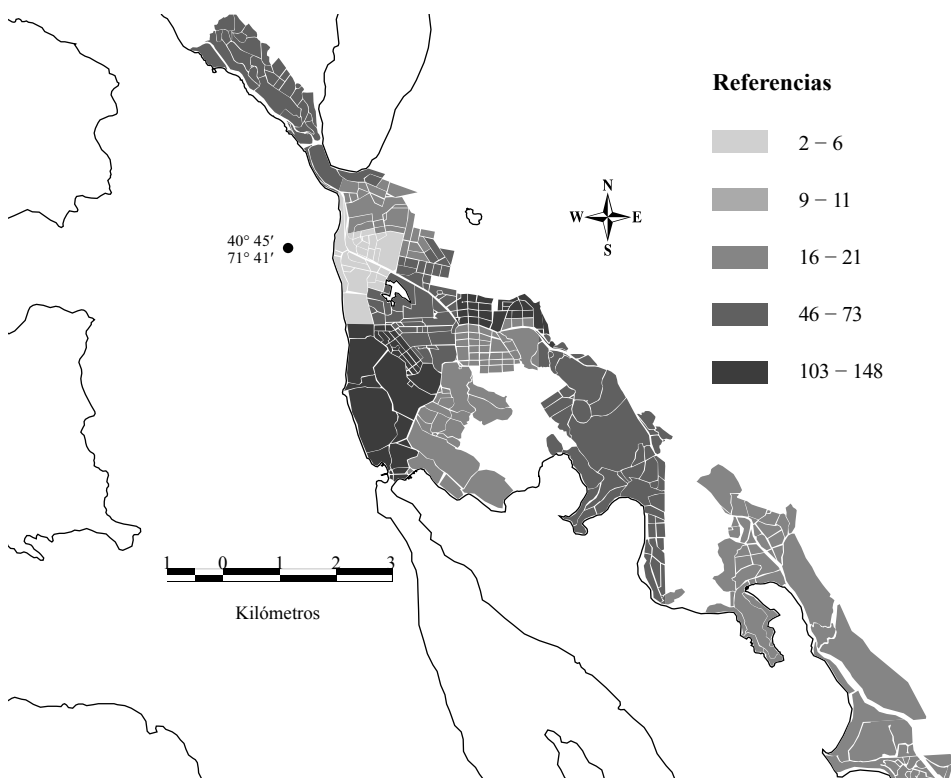 Referencias
2 – 6
9 – 11
16 – 21
46 – 73
103 – 148
N
W E
S
40° 45′
71° 41′
1 0 1 2 3
Kilómetros